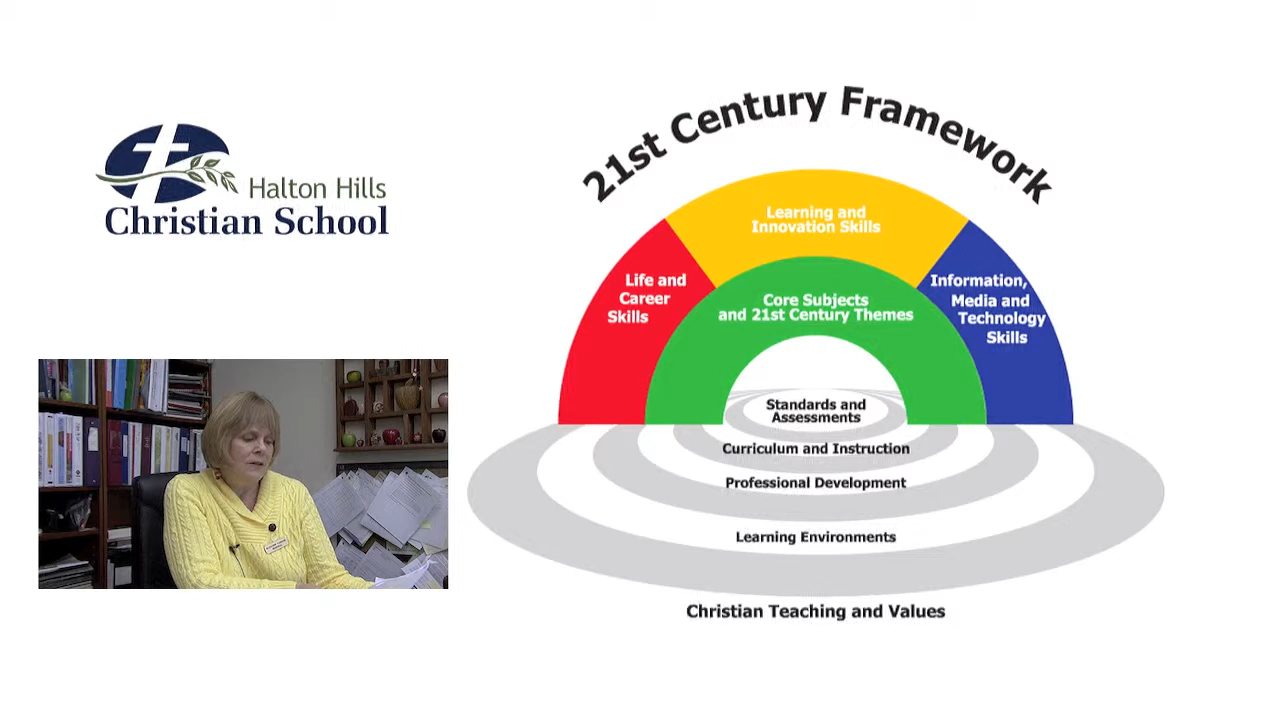 Halton Hills
Christian School
21st Century Framework
Learning and
Innovation Skills
Life and
Career
Skills
Information,
Media and
Technology
Skills
Core Subjects
and 21st Century Themes
Standards and
Assessments
Curriculum and Instruction
Professional Development
Learning Environments
Christian Teaching and Values